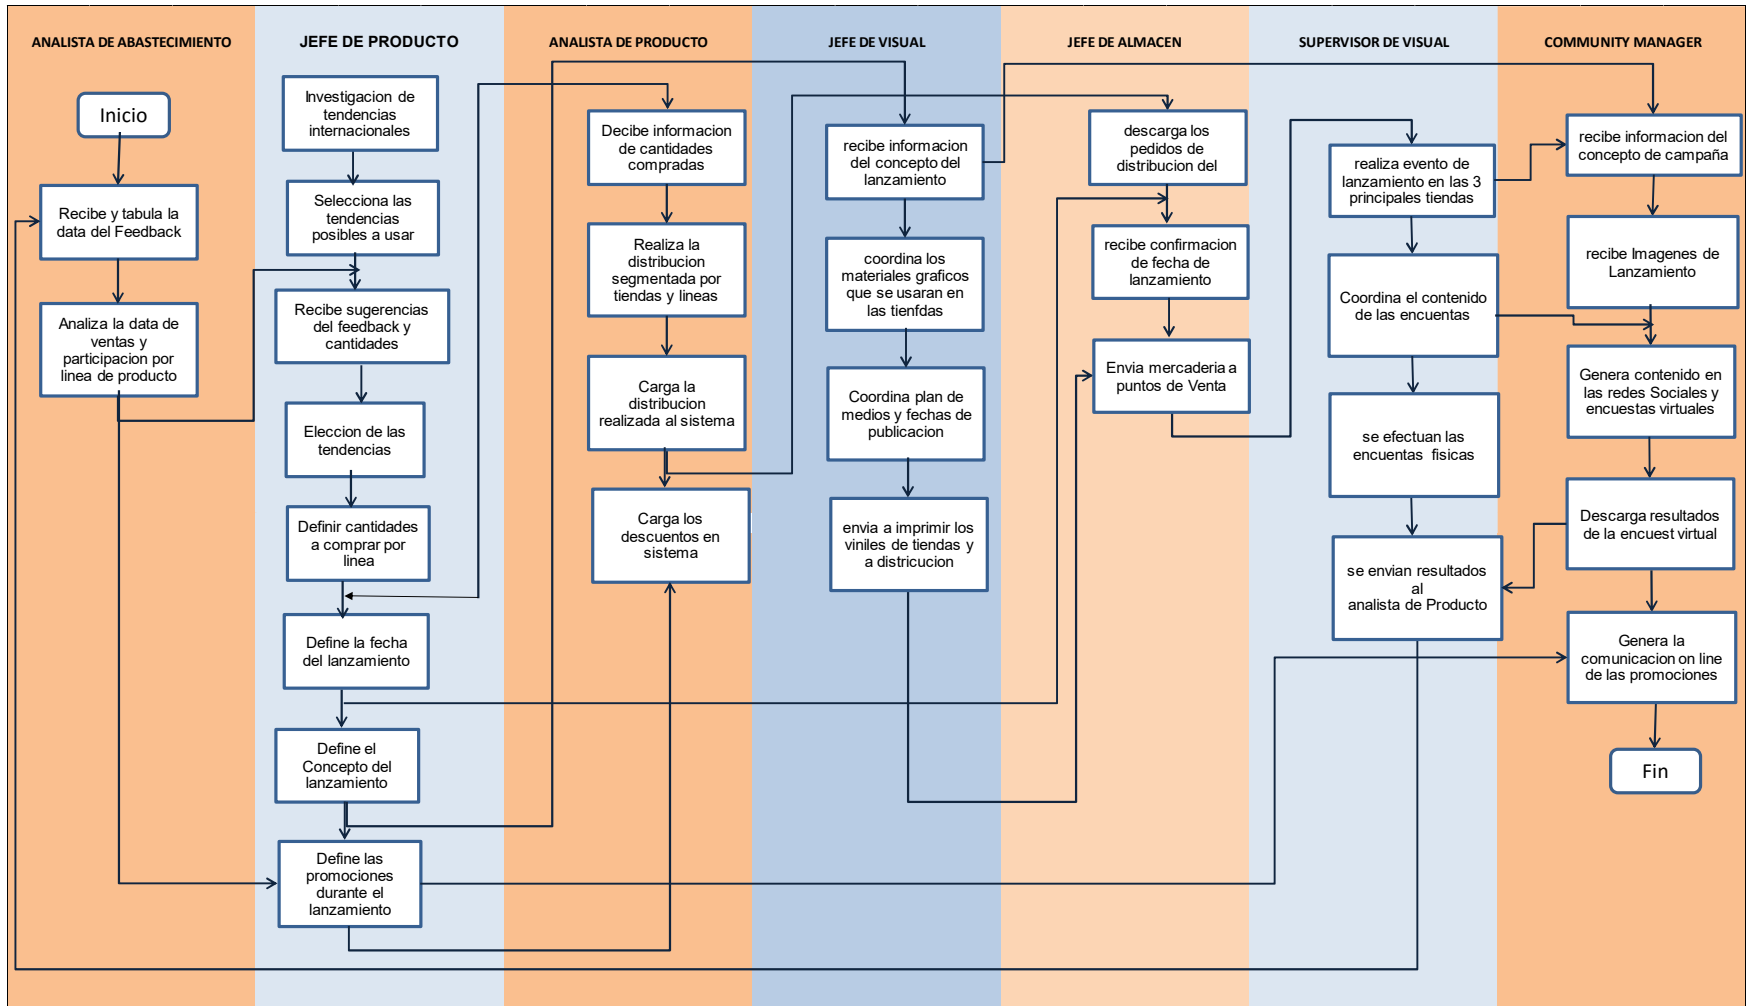 ANALISTA DE ABASTECIMIENTO
JEFE DE PRODUCTO
ANALISTA DE PRODUCTO
JEFE DE VISUAL
JEFE DE ALMACEN
SUPERVISOR DE VISUAL
COMMUNITY MANAGER
Inicio
Recibe y tabula la
data del Feedback
Analiza la data de
ventas y
participacion por
linea de producto
Investigacion de
tendencias
internacionales
Selecciona las
tendencias
posibles a usar
Recibe sugerencias
del feedback y
cantidades
Eleccion de las
tendencias
Definir cantidades
a comprar por
linea
Define la fecha
del lanzamiento
Define el
Concepto del
lanzamiento
Define las
promociones
durante el
lanzamiento
Decibe informacion
de cantidades
compradas
Realiza la
distribucion
segmentada por
tiendas y lineas
Carga la
distribucion
realizada al sistema
Carga los
descuentos en
sistema
recibe informacion
del concepto del
lanzamiento
coordina los
materiales graficos
que se usaran en
las tienfdas
Coordina plan de
medios y fechas de
publicacion
envia a imprimir los
viniles de tiendas y
a districucion
descarga los
pedidos de
distribucion del
recibe confirmacion
de fecha de
lanzamiento
Envia mercaderia a
puntos de Venta
realiza evento de
lanzamiento en las 3
principales tiendas
Coordina el contenido
de las encuentas
se efectuan las
encuentas fisicas
se envian resultados
al
analista de Producto
recibe informacion del
concepto de campaña
recibe Imagenes de
Lanzamiento
Genera contenido en
las redes Sociales y
encuestas virtuales
Descarga resultados
de la encuest virtual
Genera la
comunicacion on line
de las promociones
Fin